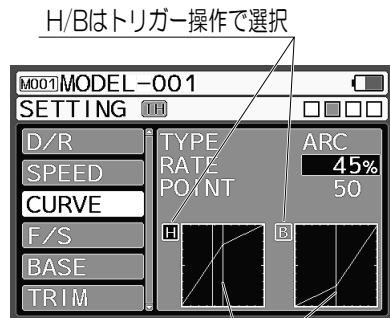 H/Bはトリガー操作で選択
M001 MODEL-001
SETTING TH
D/R
SPEED
CURVE
F/S
BASE
TRIM
TYPE ARC
RATE 45%
POINT 50
H B